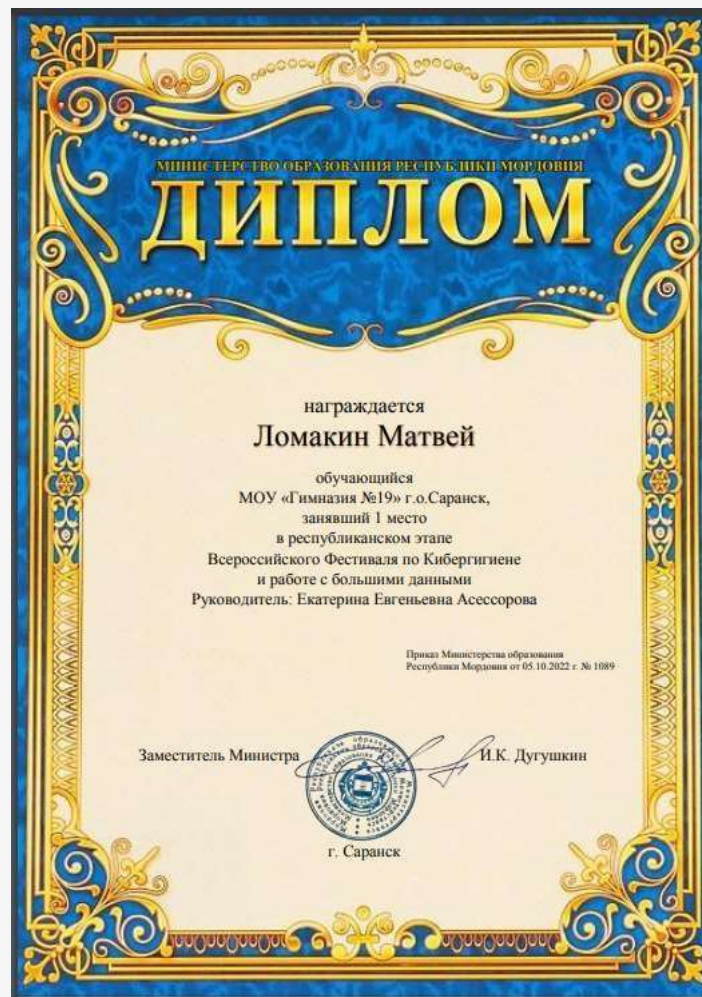 МИНИСТЕРСТВО ОБРАЗОВАНИЯ РЕСПУБЛИКИ МОРДОВИЯ
ДИПЛОМ
награждается
Ломакин Матвей
обучающийся
МОУ «Гимназия №19» г.о.Саранск,
занявший 1 место
в республиканском этапе
Всероссийского Фестиваля по Кибергигиене
и работе с большими данными
Руководитель: Екатерина Евгеньевна Асессорова
Приказ Министерства образования
Республики Мордовия от 05.10.2022 г. № 1089
Заместитель Министра И.К. Дугушкин
г. Саранск